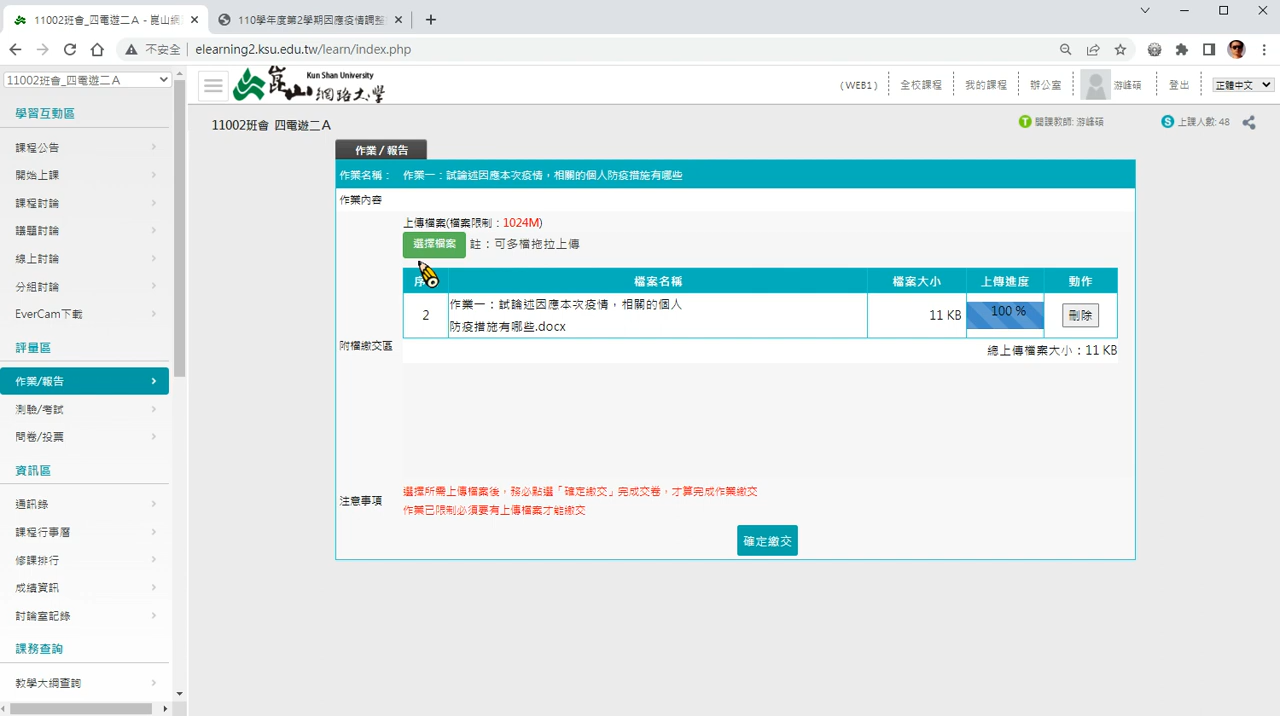 11002班會_四電遊二A - 崑山網
110學年度第2學期因應疫情調整
不安全
elearning2.ksu.edu.tw/learn/index.php
11002班會_四電遊二A
Kun Shan University
崑山網路大學
(WEB1)
全校課程
我的課程
辦公室
游峰碩
登出
正體中文
學習互動區
課程公告
開始上課
課程討論
議題討論
線上討論
分組討論
EverCam下載
評量區
作業/報告
測驗/考試
問卷/投票
資訊區
通訊錄
課程行事曆
修課排行
成績資訊
討論室記錄
課務查詢
教學大綱查詢
11002班會_四電遊二A
開課教師: 游峰碩
上課人數: 48
作業/報告
作業名稱： 作業一：試論述因應本次疫情，相關的個人防疫措施有哪些
作業內容
上傳檔案(檔案限制：1024M)
選擇檔案 註：可多檔拖拉上傳
序 檔案名稱 檔案大小 上傳進度 動作
2 作業一：試論述因應本次疫情，相關的個人
防疫措施有哪些.docx 11 KB 100 % 刪除
附檔繳交區
總上傳檔案大小：11 KB
注意事項
選擇所需上傳檔案後，務必點選「確定繳交」完成交卷，才算完成作業繳交
作業已限制必須要有上傳檔案才能繳交
確定繳交